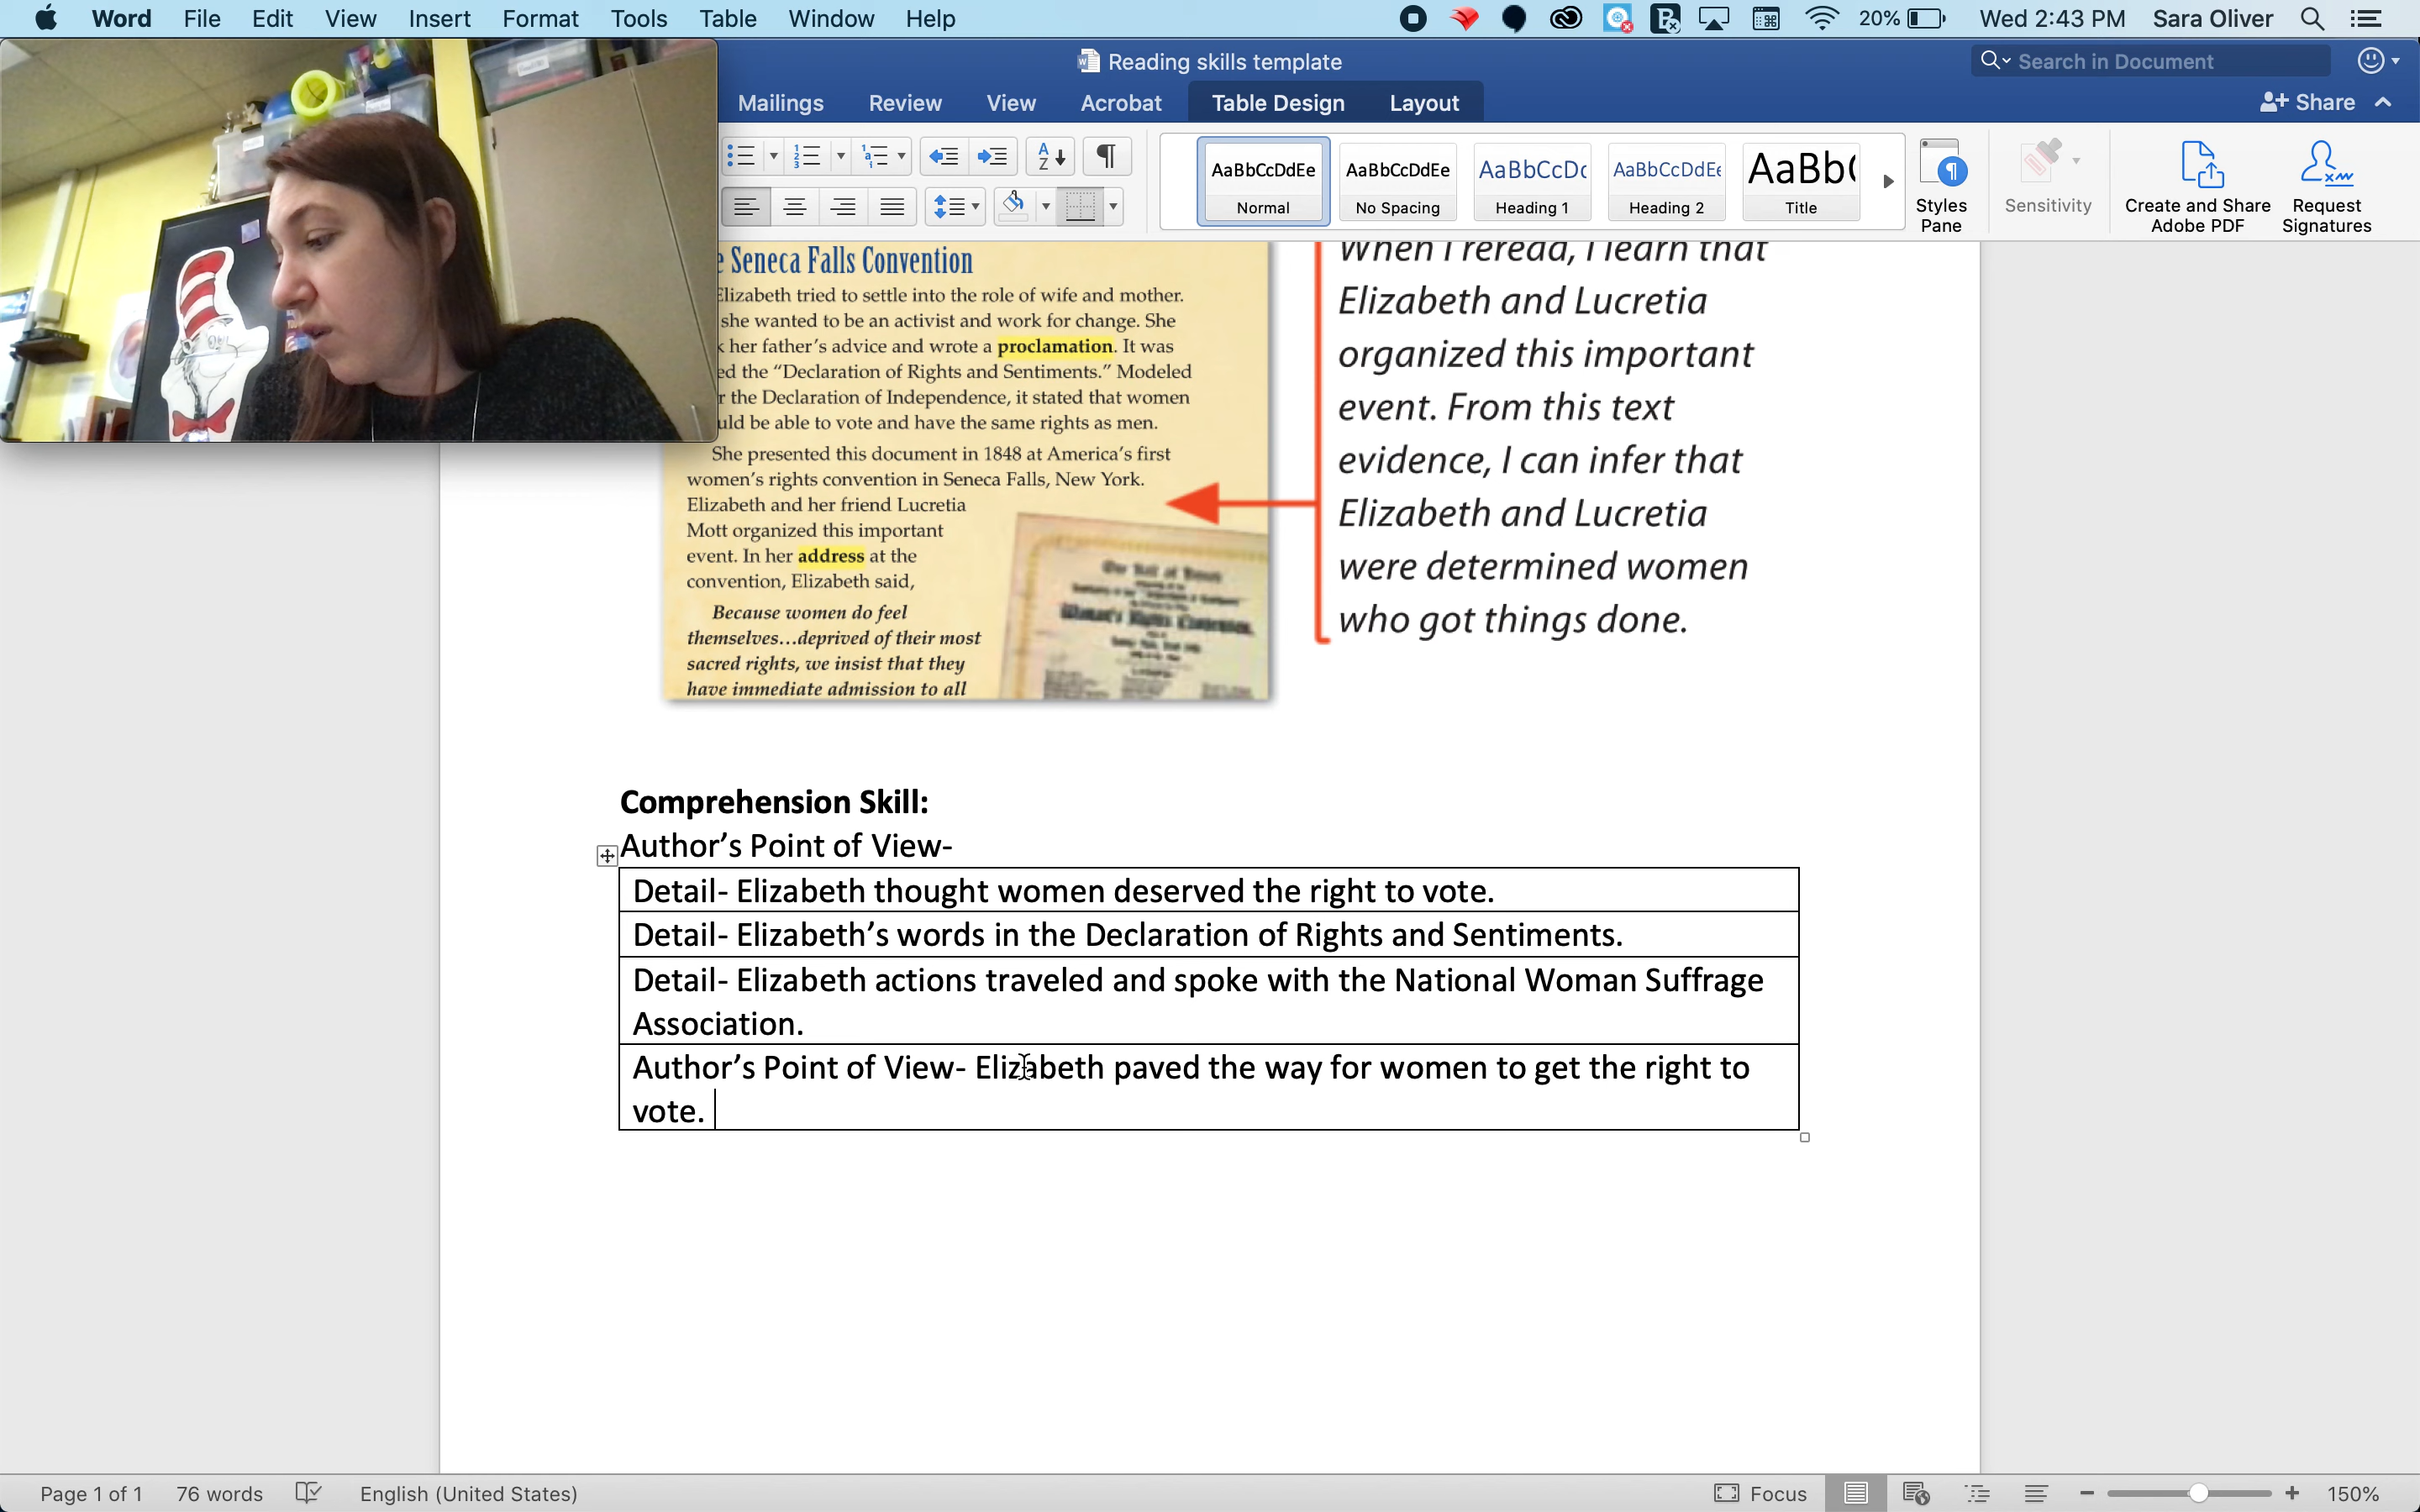 Word File Edit View Insert Format Tools Table Window Help 20% Wed 2:43 PM Sara Oliver
Reading skills template
Search in Document
Mailings Review View Acrobat Table Design Layout Share
AaBbCcDdEe AaBbCcDdEe AaBbCcDc AaBbCcDdEe AaBb(
Normal No Spacing Heading 1 Heading 2 Title
Styles Pane
Sensitivity
Create and Share Adobe PDF
Request Signatures
e Seneca Falls Convention
Elizabeth tried to settle into the role of wife and mother.
she wanted to be an activist and work for change. She
k her father's advice and wrote a proclamation. It was
ed the “Declaration of Rights and Sentiments.” Modeled
r the Declaration of Independence, it stated that women
uld be able to vote and have the same rights as men.
She presented this document in 1848 at America's first
women's rights convention in Seneca Falls, New York.
Elizabeth and her friend Lucretia
Mott organized this important
event. In her address at the
convention, Elizabeth said,
Because women do feel
themselves...deprived of their most
sacred rights, we insist that they
have immediate admission to all
When I reread, I learn that
Elizabeth and Lucretia
organized this important
event. From this text
evidence, I can infer that
Elizabeth and Lucretia
were determined women
who got things done.
Comprehension Skill:
Author's Point of View-
Detail- Elizabeth thought women deserved the right to vote.
Detail- Elizabeth's words in the Declaration of Rights and Sentiments.
Detail- Elizabeth actions traveled and spoke with the National Woman Suffrage
Association.
Author's Point of View- Elizabeth paved the way for women to get the right to
vote.
Page 1 of 1 76 words English (United States) Focus 150%